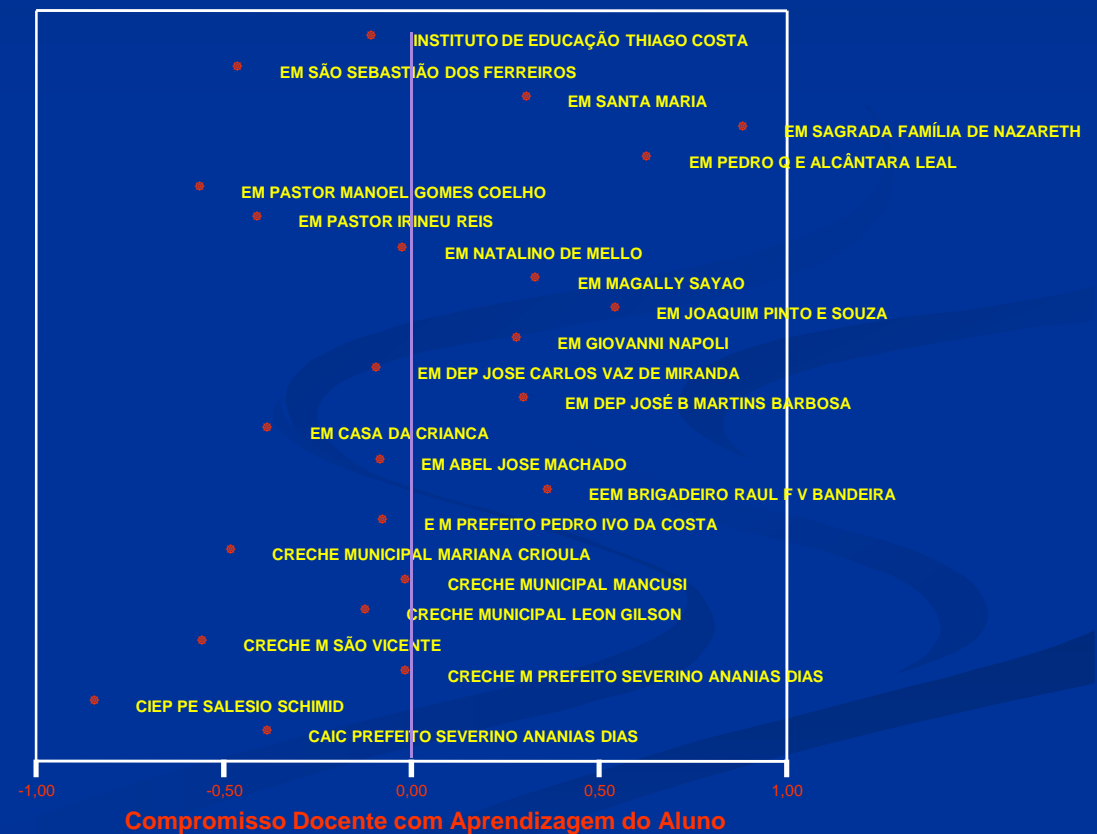 INSTITUTO DE EDUCAÇÃO THIAGO COSTA
EM SÃO SEBASTIÃO DOS FERREIROS
EM SANTA MARIA
EM SAGRADA FAMÍLIA DE NAZARETH
EM PEDRO Q E ALCÂNTARA LEAL
EM PASTOR MANOEL GOMES COELHO
EM PASTOR IRINEU REIS
EM NATALINO DE MELLO
EM MAGALLY SAYAO
EM JOAQUIM PINTO E SOUZA
EM GIOVANNI NAPOLI
EM DEP JOSE CARLOS VAZ DE MIRANDA
EM DEP JOSÉ B MARTINS BARBOSA
EM CASA DA CRIANCA
EM ABEL JOSE MACHADO
EEM BRIGADEIRO RAUL F V BANDEIRA
E M PREFEITO PEDRO IVO DA COSTA
CRECHE MUNICIPAL MARIANA CRIOULA
CRECHE MUNICIPAL MANCUSI
CRECHE MUNICIPAL LEON GILSON
CRECHE M SÃO VICENTE
CRECHE M PREFEITO SEVERINO ANANIAS DIAS
CIEP PE SALESIO SCHIMID
CAIC PREFEITO SEVERINO ANANIAS DIAS
-1,00 -0,50 0,00 0,50 1,00
Compromisso Docente com Aprendizagem do Aluno